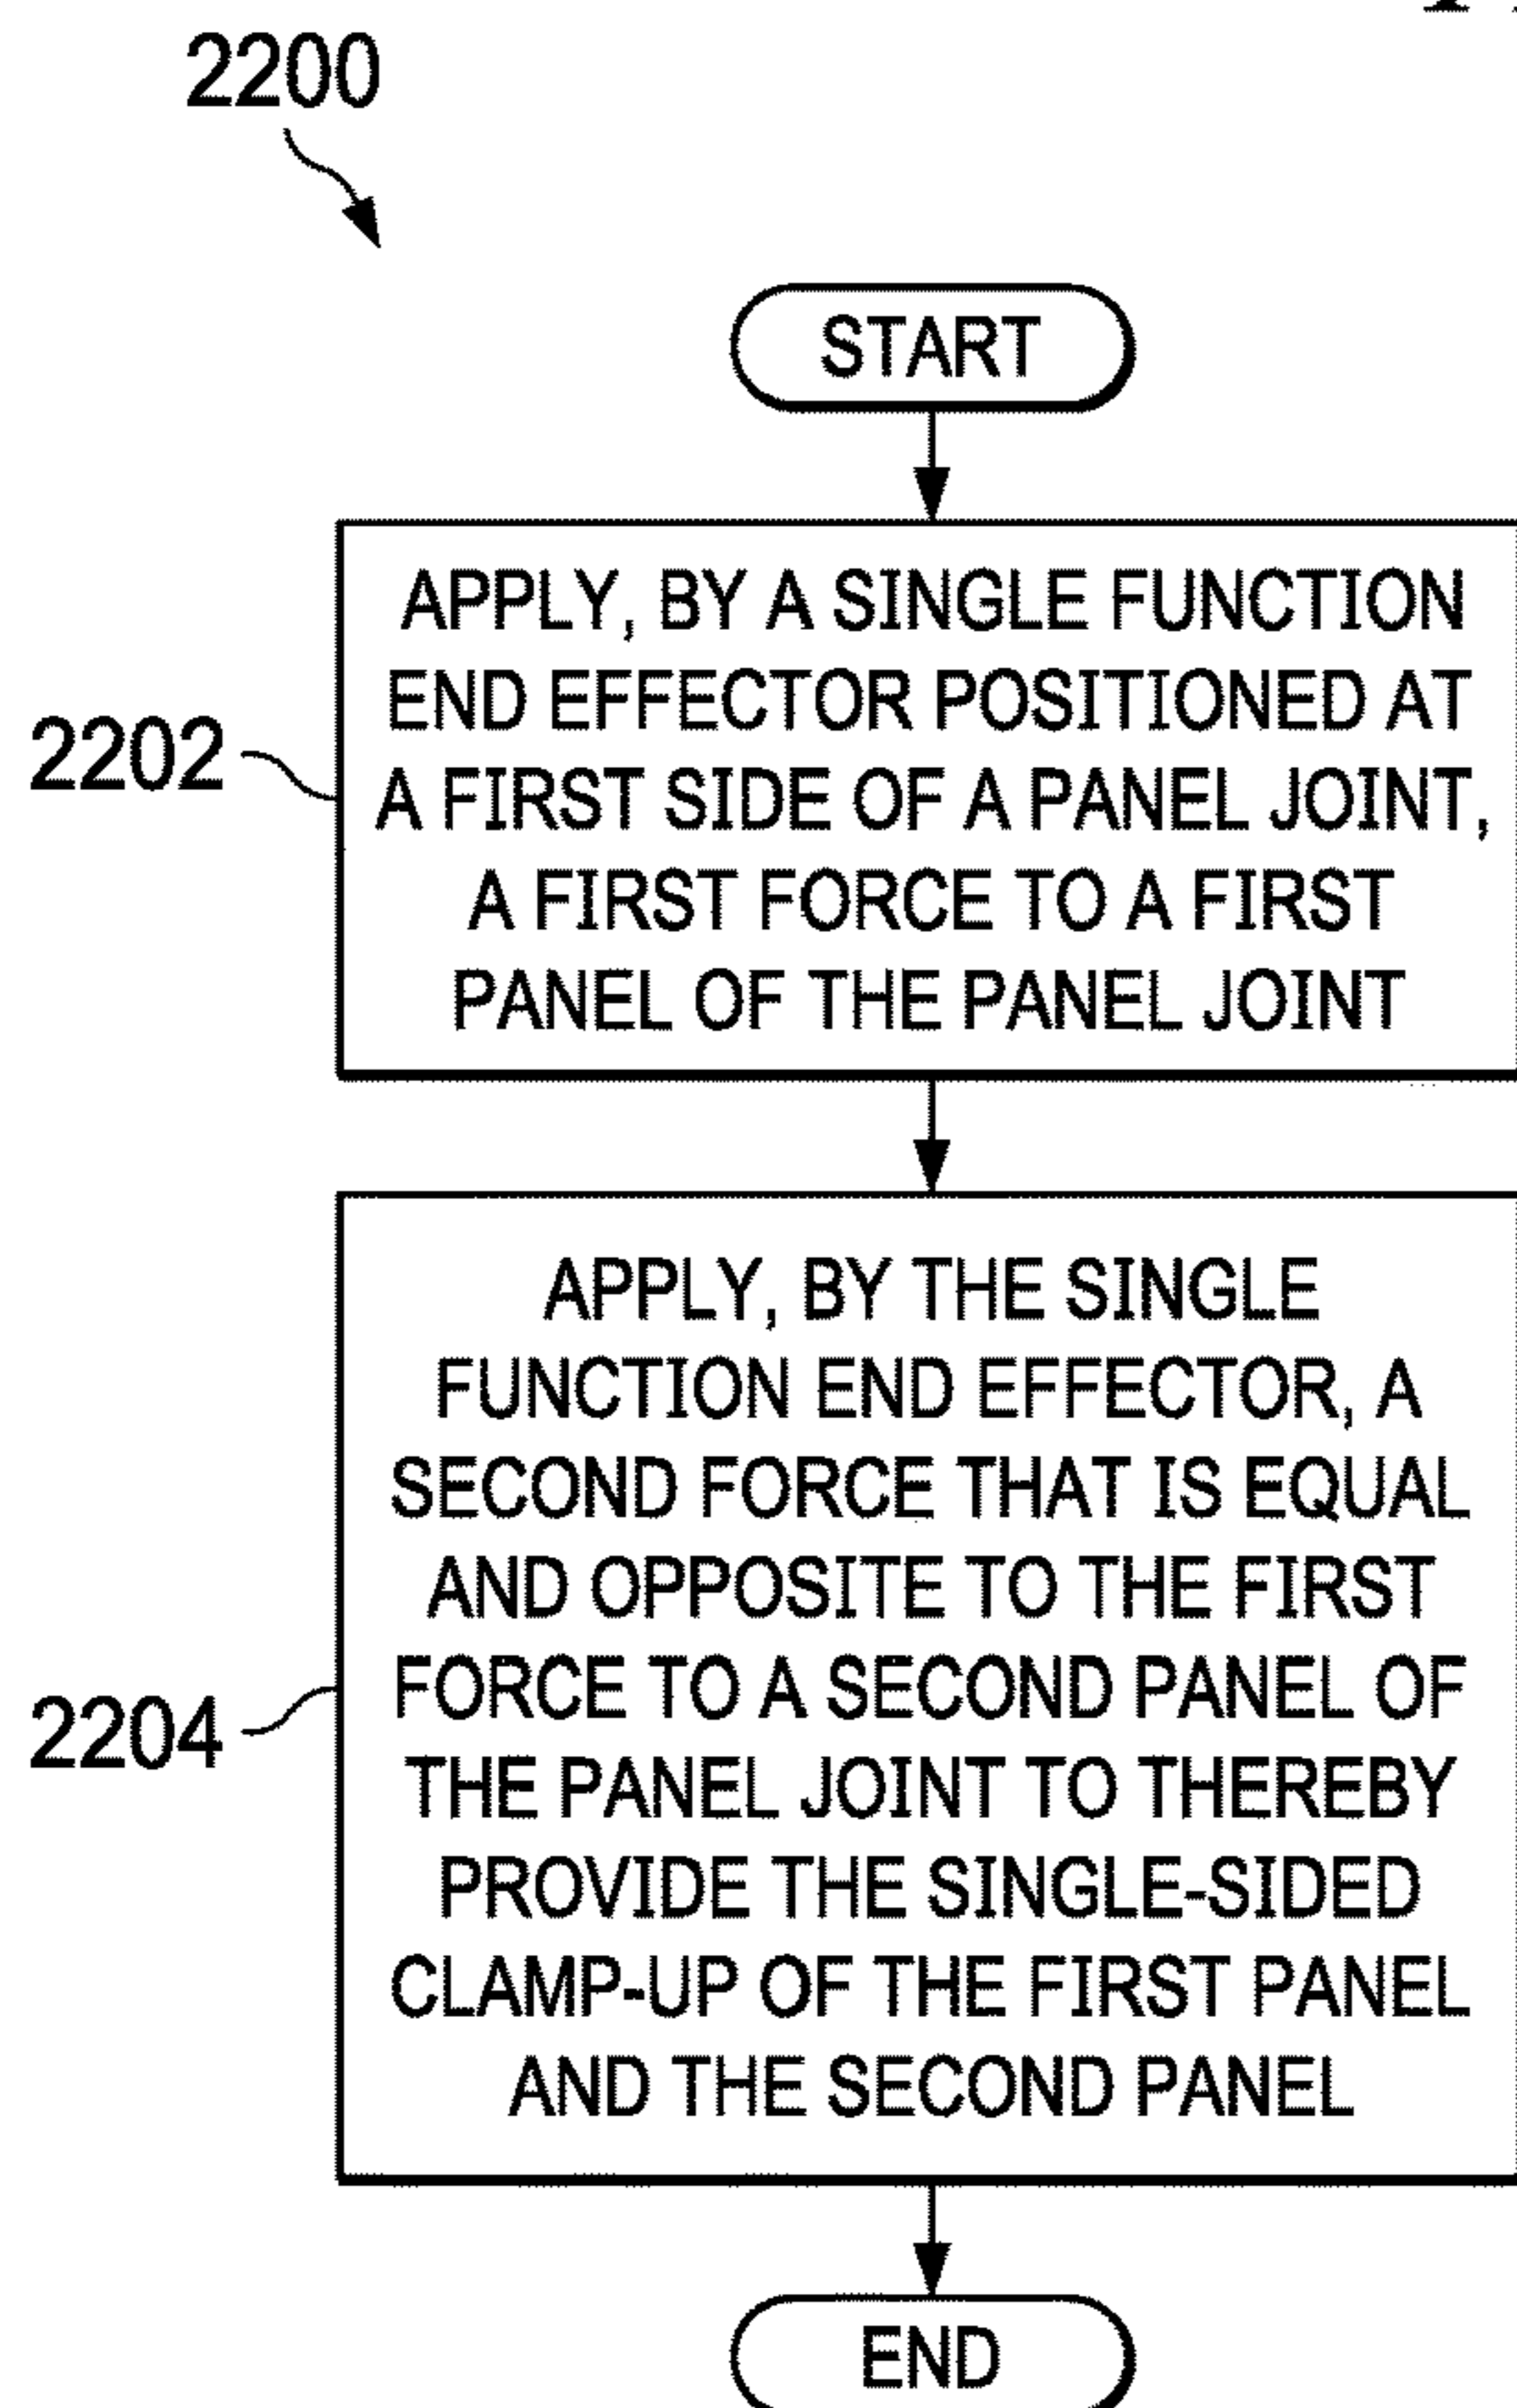 2200
START
2202
APPLY, BY A SINGLE FUNCTION
END EFFECTOR POSITIONED AT
A FIRST SIDE OF A PANEL JOINT,
A FIRST FORCE TO A FIRST
PANEL OF THE PANEL JOINT
2204
APPLY, BY THE SINGLE
FUNCTION END EFFECTOR, A
SECOND FORCE THAT IS EQUAL
AND OPPOSITE TO THE FIRST
FORCE TO A SECOND PANEL OF
THE PANEL JOINT TO THEREBY
PROVIDE THE SINGLE-SIDED
CLAMP-UP OF THE FIRST PANEL
AND THE SECOND PANEL
END